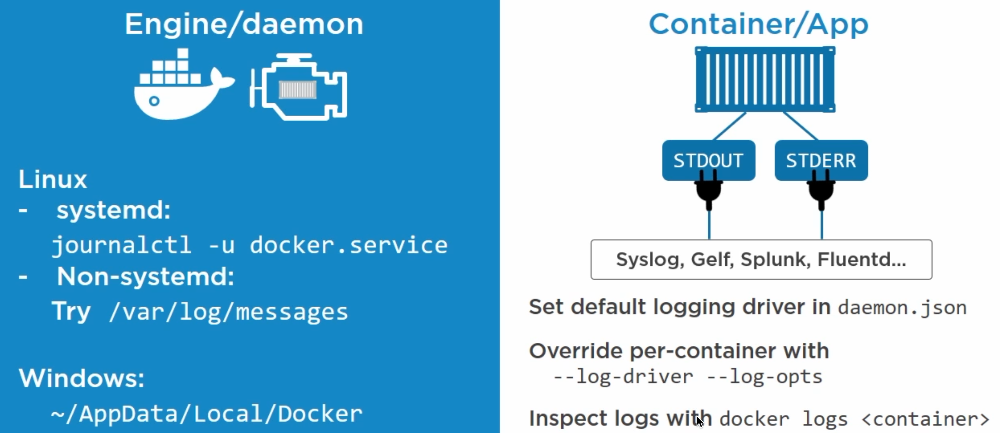 Engine/daemon
Linux
- systemd:
journalctl -u docker.service
- Non-systemd:
Try /var/log/messages
Windows:
~/AppData/Local/Docker
Container/App
STDOUT
STDERR
Syslog, Gelf, Splunk, Fluentd...
Set default logging driver in daemon.json
Override per-container with
--log-driver --log-opts
Inspect logs with docker logs <container>